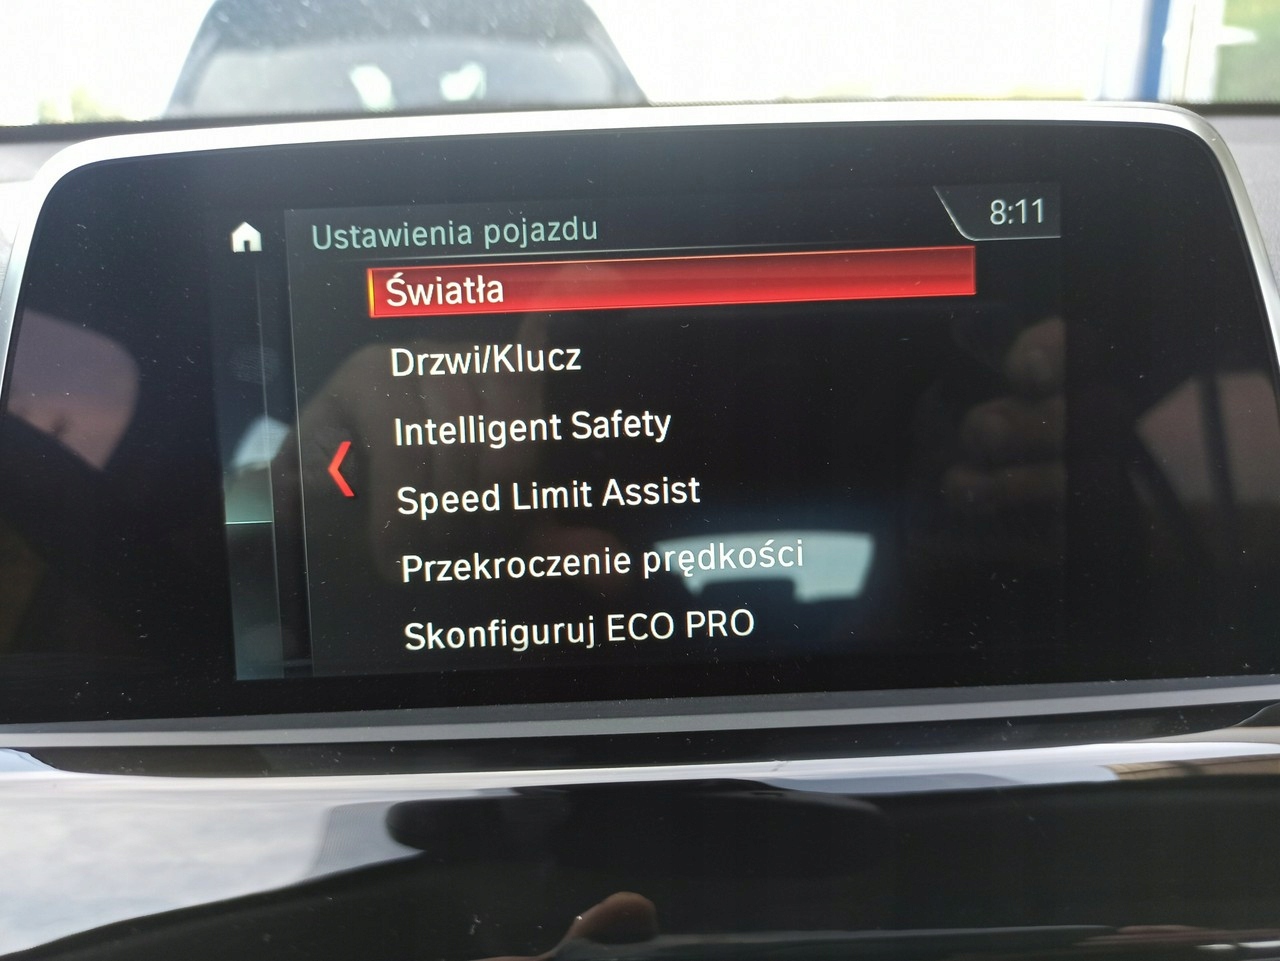 Ustawienia pojazdu
8:11
Światła
Drzwi/Klucz
Intelligent Safety
Speed Limit Assist
Przekroczenie prędkości
Skonfiguruj ECO PRO